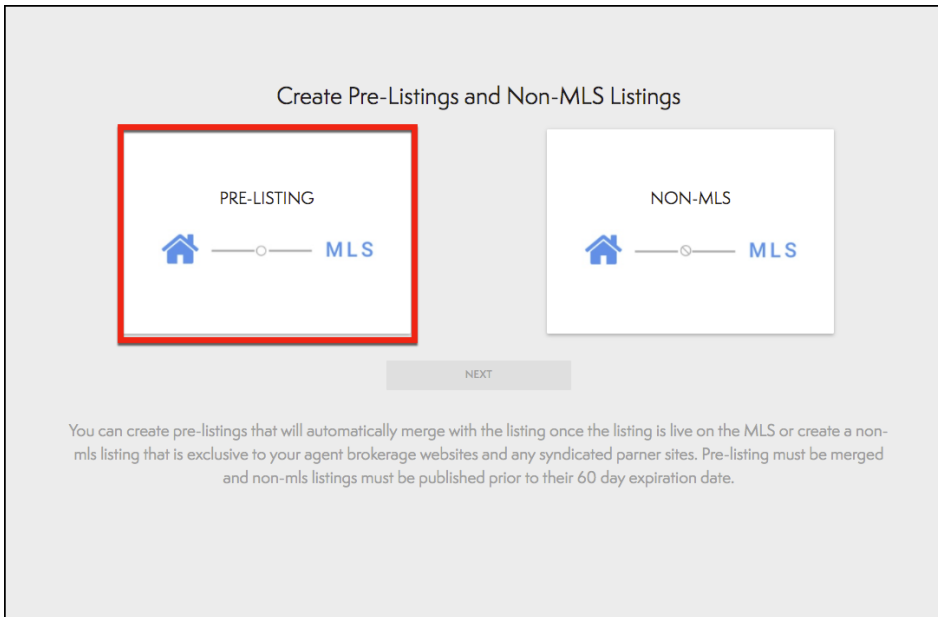 Create Pre-Listings and Non-MLS Listings
PRE-LISTING
MLS
NON-MLS
MLS
NEXT
You can create pre-listings that will automatically merge with the listing once the listing is live on the MLS or create a non-
mls listing that is exclusive to your agent brokerage websites and any syndicated parner sites. Pre-listing must be merged
and non-mls listings must be published prior to their 60 day expiration date.